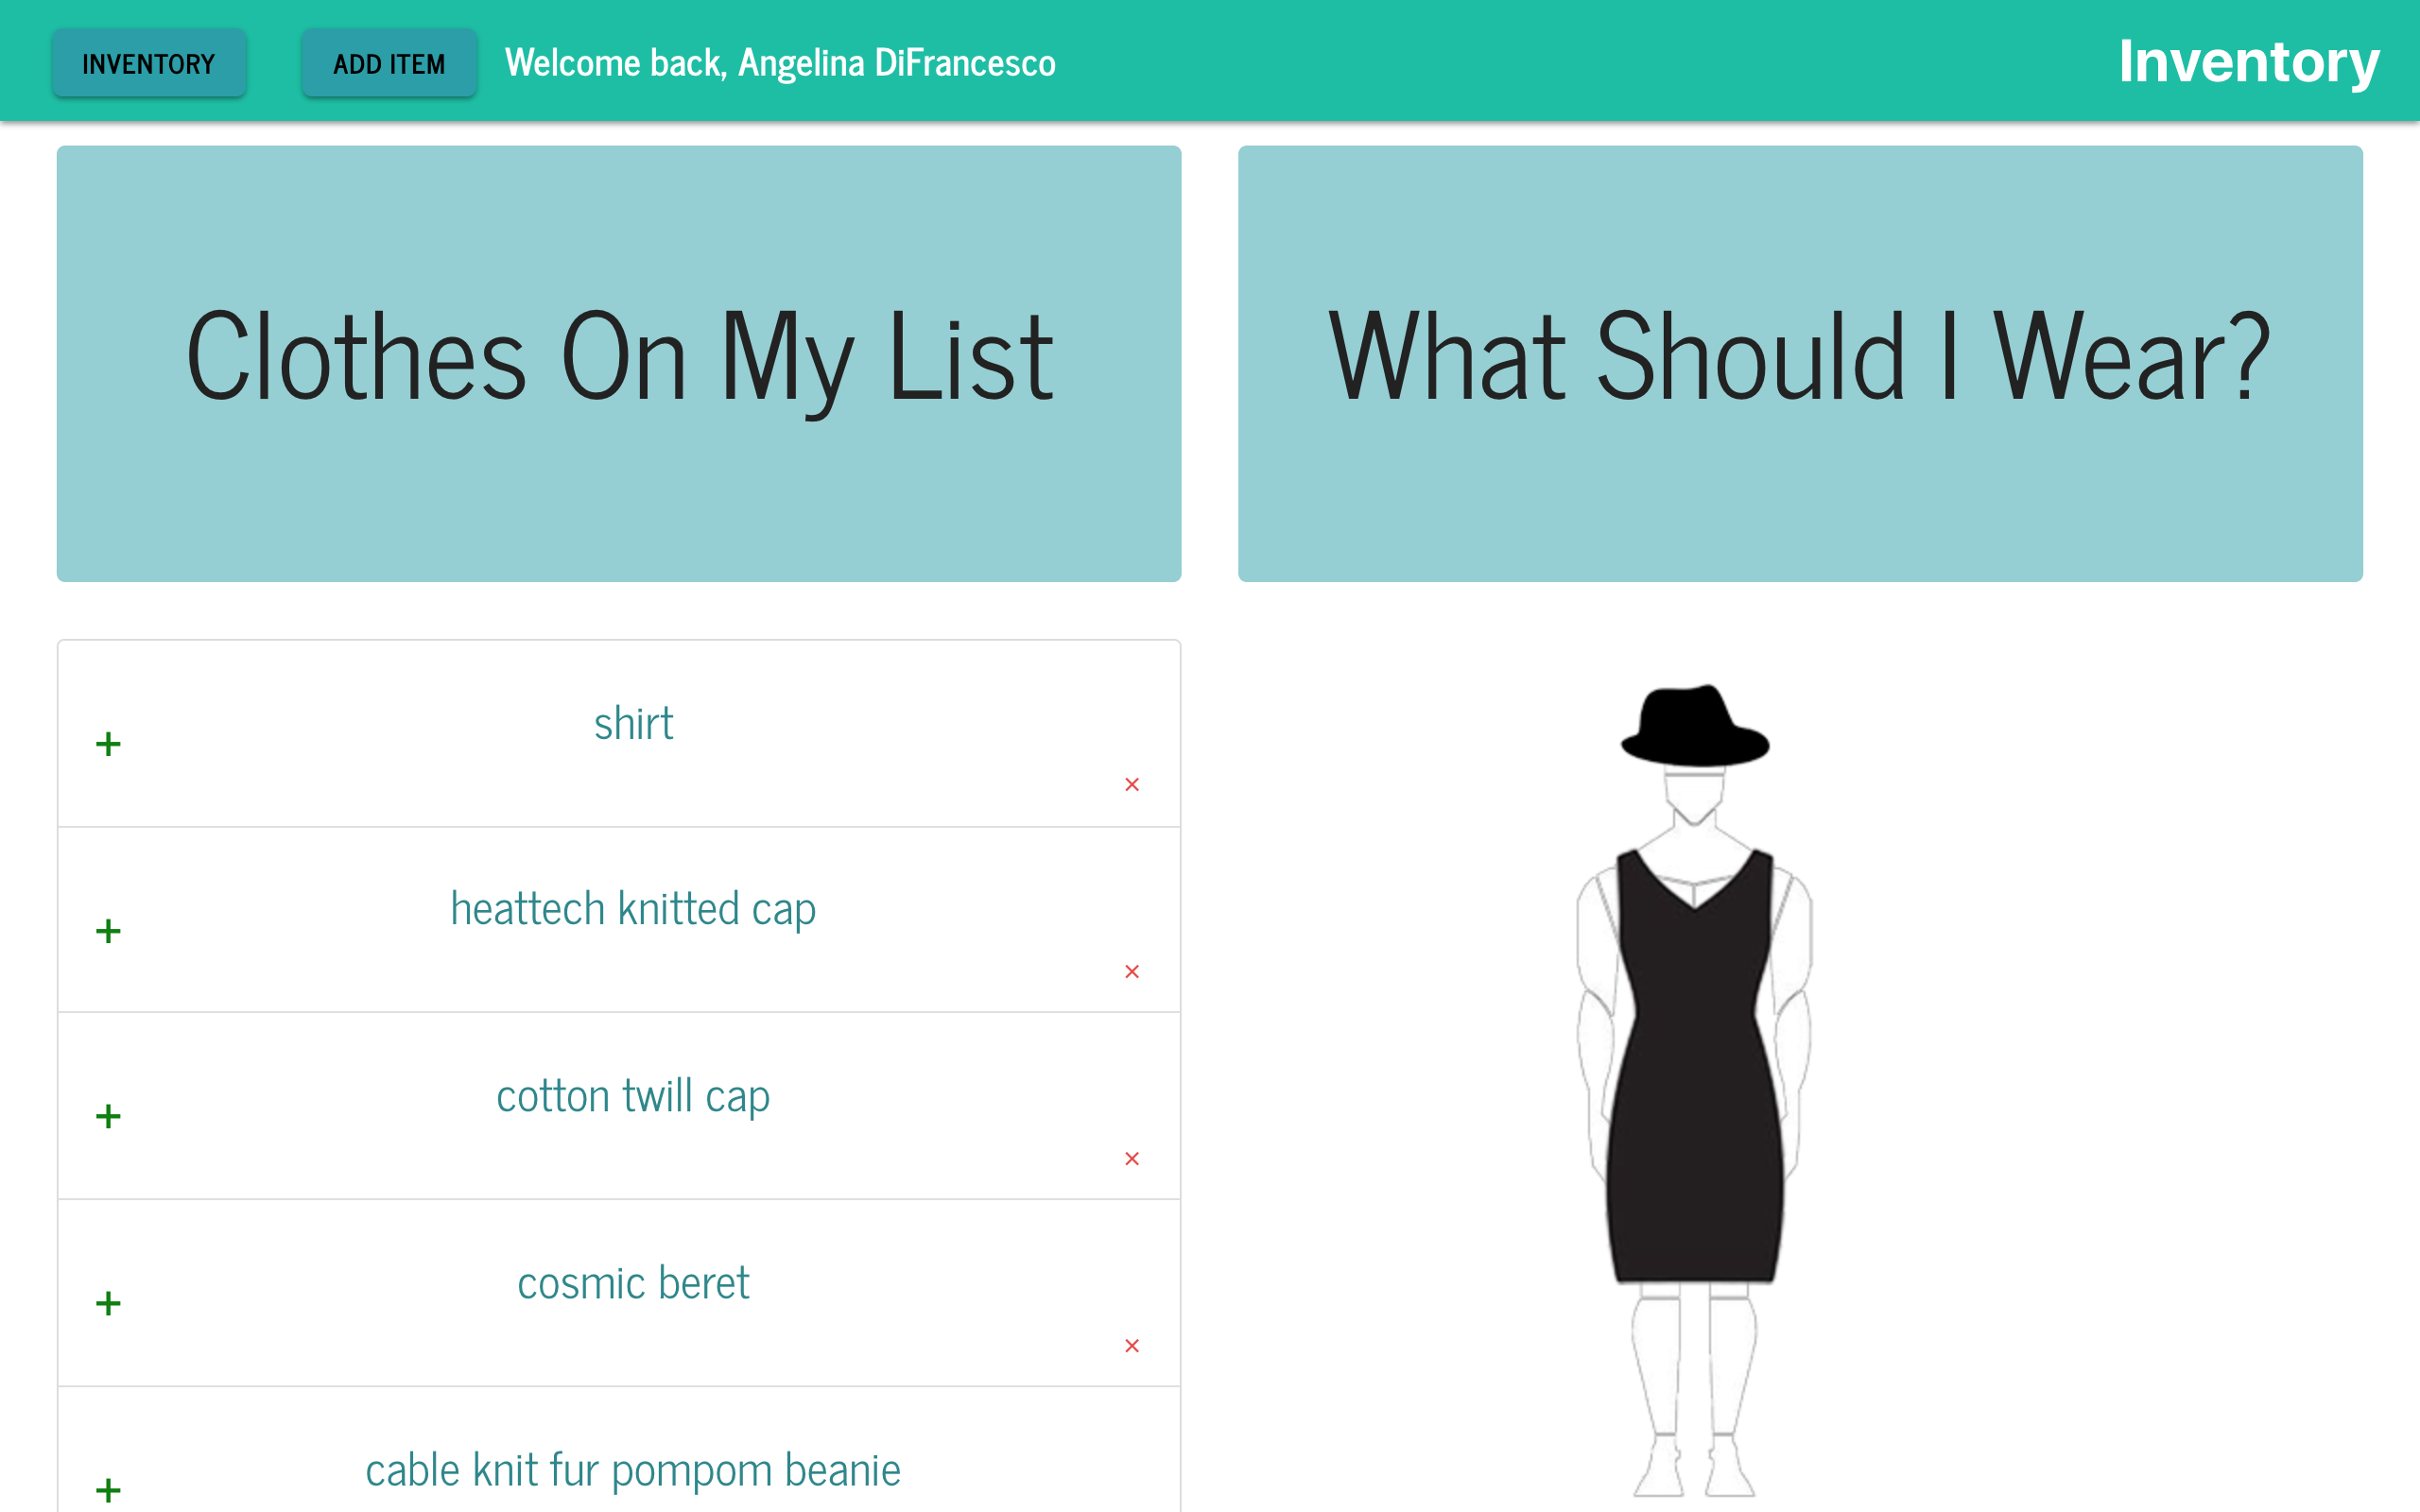 INVENTORY
ADD ITEM
Welcome back, Angelina DiFrancesco
Inventory
Clothes On My List
What Should I Wear?
+
shirt
×
+
heattech knitted cap
×
+
cotton twill cap
×
+
cosmic beret
×
+
cable knit fur pompom beanie